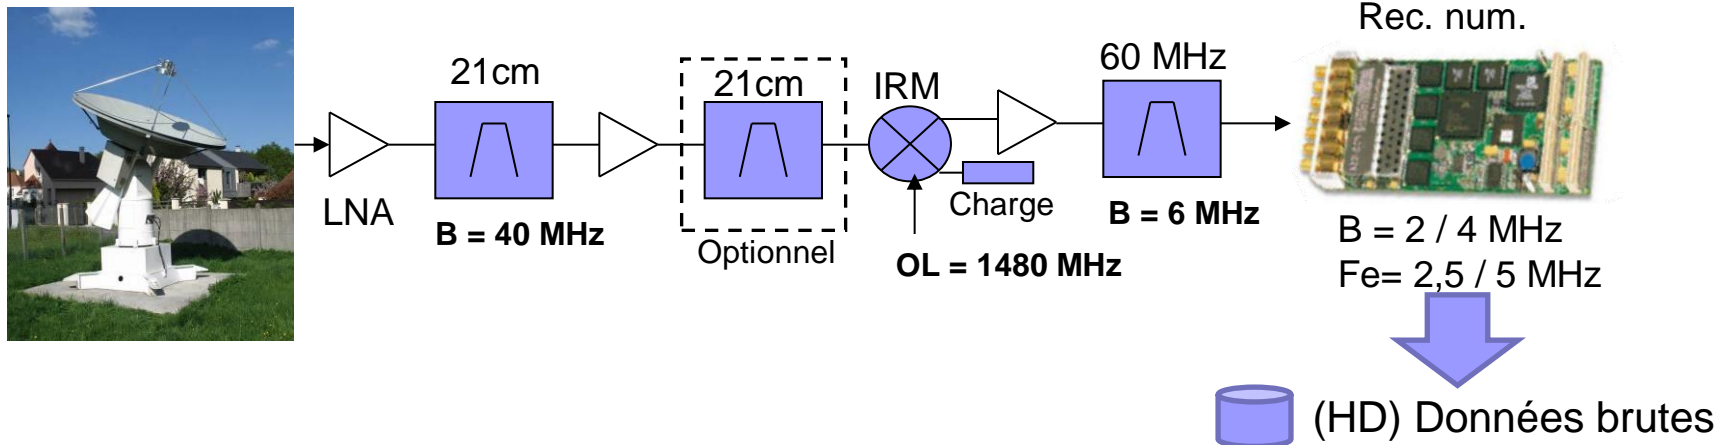 Rec. num.
21cm
21cm
IRM
60 MHz
LNA
B = 40 MHz
Optionnel
Charge
OL = 1480 MHz
B = 6 MHz
B = 2 / 4 MHz
Fe= 2,5 / 5 MHz
(HD) Données brutes